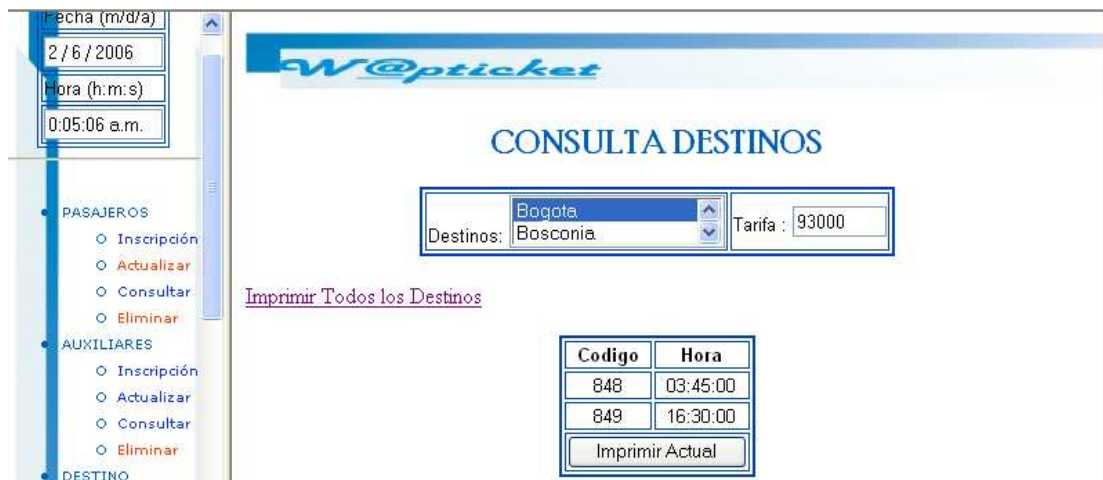 Fecha (m/d/a)
2 / 6 / 2006
Hora (h:m:s)
0:05:06 a.m.
PASAJEROS
Inscripción
Actualizar
Consultar
Eliminar
AUXILIARES
Inscripción
Actualizar
Consultar
Eliminar
DESTINO
W@pticket
CONSULTA DESTINOS
Destinos: Bogota
Bosconia
Tarifa : 93000
Imprimir Todos los Destinos
Codigo Hora
848 03:45:00
849 16:30:00
Imprimir Actual